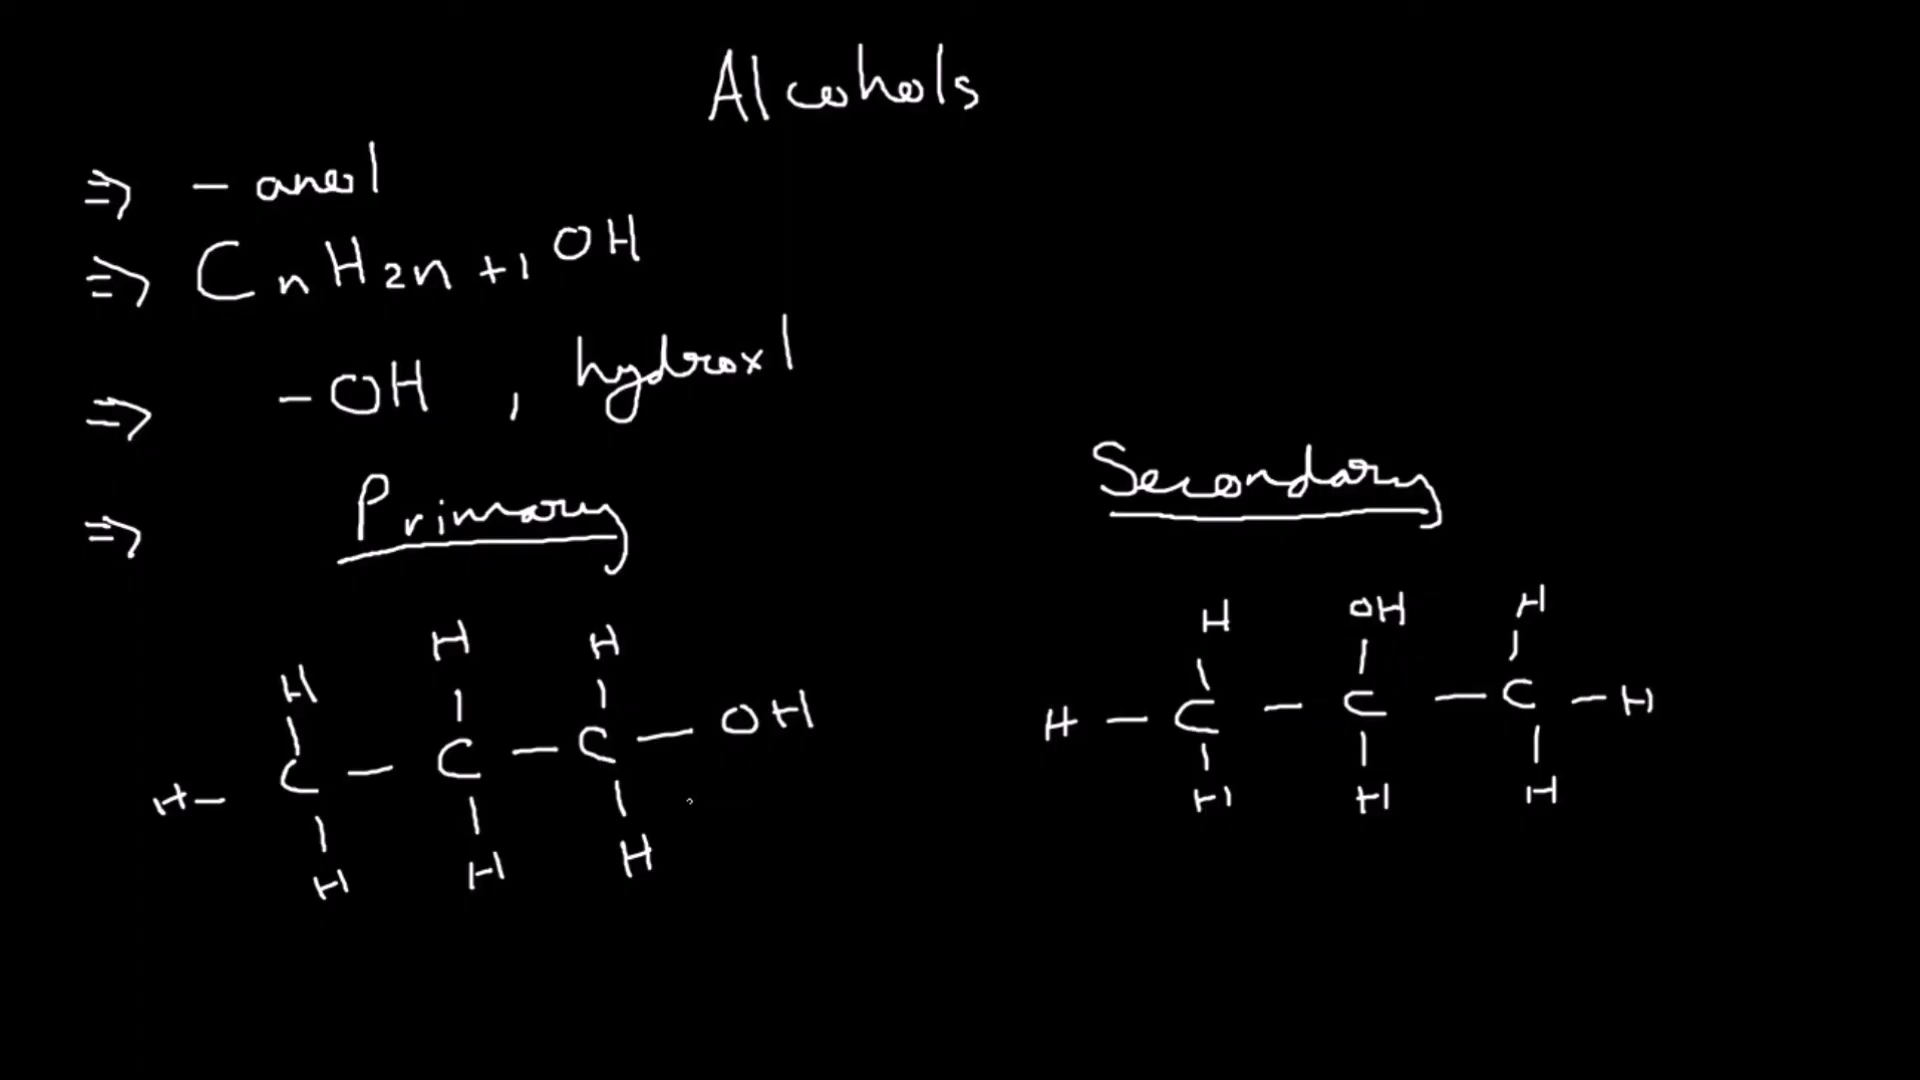 Alcohols
⇒ - anol
⇒ CnH2n+1OH
⇒ -OH, hydroxl
⇒ Primary
Secondary
H H H
H- C - C - C - OH
H H H
H OH H
H - C - C - C - H
H H H